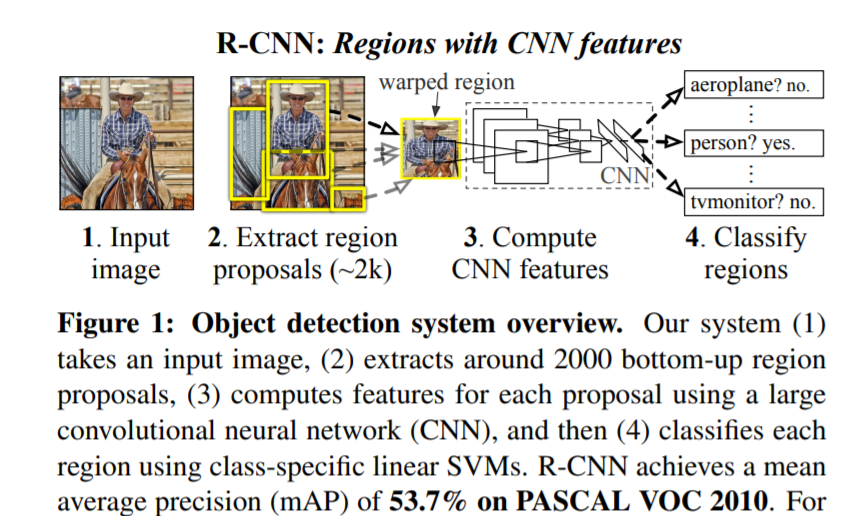 R-CNN: Regions with CNN features
warped region
aeroplane? no.
⋮
person? yes.
⋮
tvmonitor? no.
CNN
1. Input
image
2. Extract region
proposals (~2k)
3. Compute
CNN features
4. Classify
regions
Figure 1: Object detection system overview. Our system (1)
takes an input image, (2) extracts around 2000 bottom-up region
proposals, (3) computes features for each proposal using a large
convolutional neural network (CNN), and then (4) classifies each
region using class-specific linear SVMs. R-CNN achieves a mean
average precision (mAP) of 53.7% on PASCAL VOC 2010. For